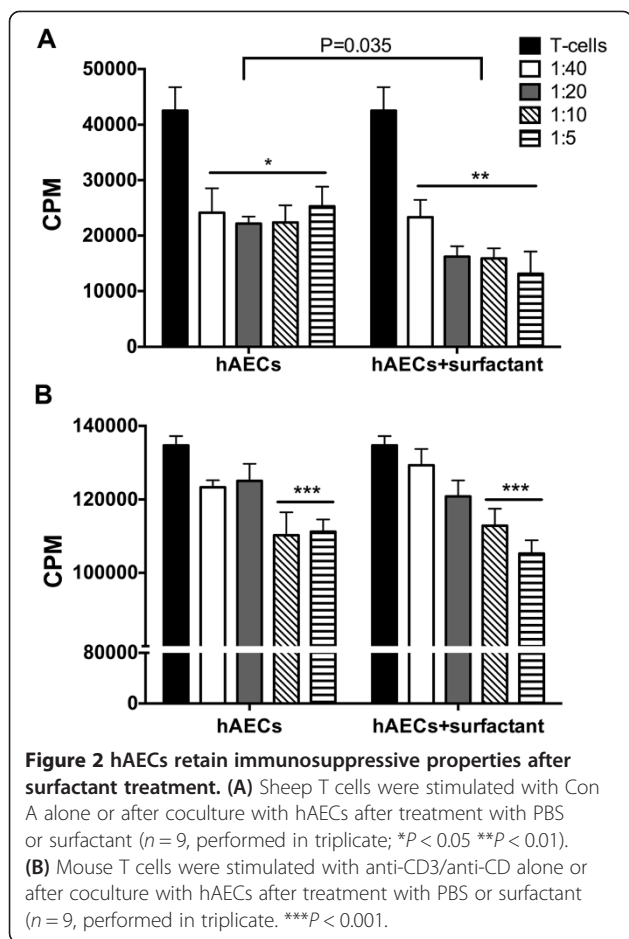 A
P=0.035
T-cells
1:40
1:20
1:10
1:5
50000
40000
30000
20000
10000
0
CPM
*
**
hAECs
hAECs+surfactant
B
140000
120000
100000
80000
0
CPM
***
***
hAECs
hAECs+surfactant
Figure 2 hAECs retain immunosuppressive properties after
surfactant treatment. (A) Sheep T cells were stimulated with Con
A alone or after coculture with hAECs after treatment with PBS
or surfactant (n = 9, performed in triplicate; *P < 0.05 **P < 0.01).
(B) Mouse T cells were stimulated with anti-CD3/anti-CD alone or
after coculture with hAECs after treatment with PBS or surfactant
(n = 9, performed in triplicate. ***P < 0.001.